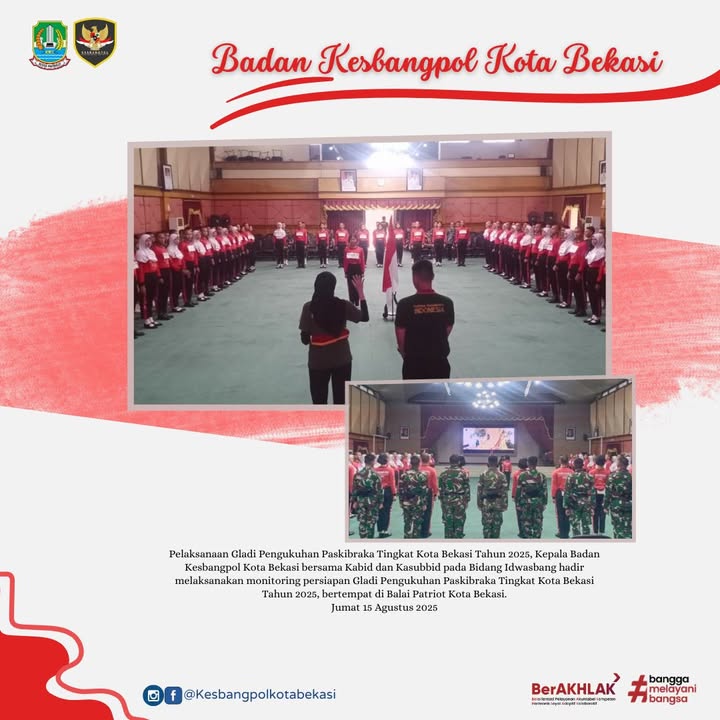 Badan Kesbangpol Kota Bekasi
INDONESIA
Pelaksanaan Gladi Pengukuhan Paskibraka Tingkat Kota Bekasi Tahun 2025, Kepala Badan
Kesbangpol Kota Bekasi bersama Kabid dan Kasubbid pada Bidang Idwasbang hadir
melaksanakan monitoring persiapan Gladi Pengukuhan Paskibraka Tingkat Kota Bekasi
Tahun 2025, bertempat di Balai Patriot Kota Bekasi.
Jumat 15 Agustus 2025
@Kesbangpolkotabekasi
BerAKHLAK
#bangga
melayani
bangsa